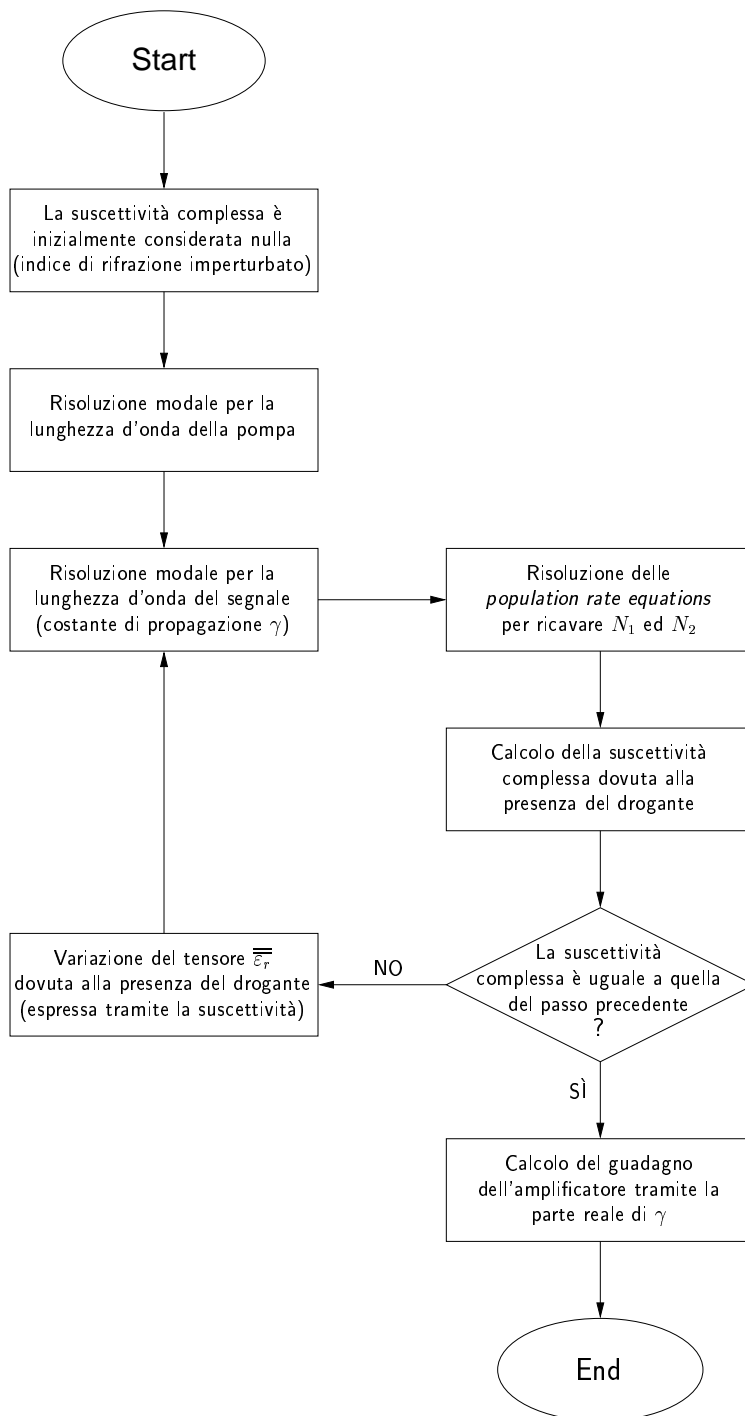 Start
La suscettività complessa è
inizialmente considerata nulla
(indice di rifrazione imperturbato)
Risoluzione modale per la
lunghezza d'onda della pompa
Risoluzione modale per la
lunghezza d'onda del segnale
(costante di propagazione γ)
Risoluzione delle
population rate equations
per ricavare N₁ ed N₂
Calcolo della suscettività
complessa dovuta alla
presenza del drogante
La suscettività
complessa è uguale a quella
del passo precedente
?
NO
Variazione del tensore ε̿ᵣ
dovuta alla presenza del drogante
(espressa tramite la suscettività)
SÌ
Calcolo del guadagno
dell'amplificatore tramite la
parte reale di γ
End